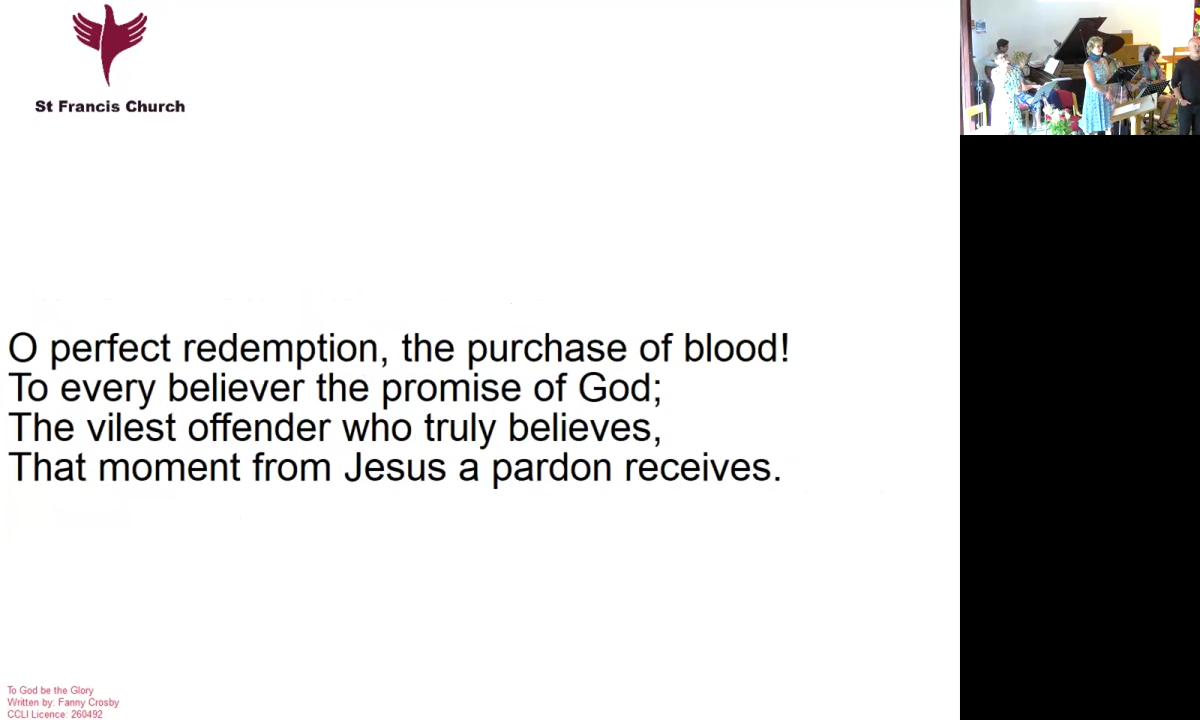 St Francis Church
O perfect redemption, the purchase of blood!
To every believer the promise of God;
The vilest offender who truly believes,
That moment from Jesus a pardon receives.
To God be the Glory
Written by: Fanny Crosby
CCLI Licence: 260492